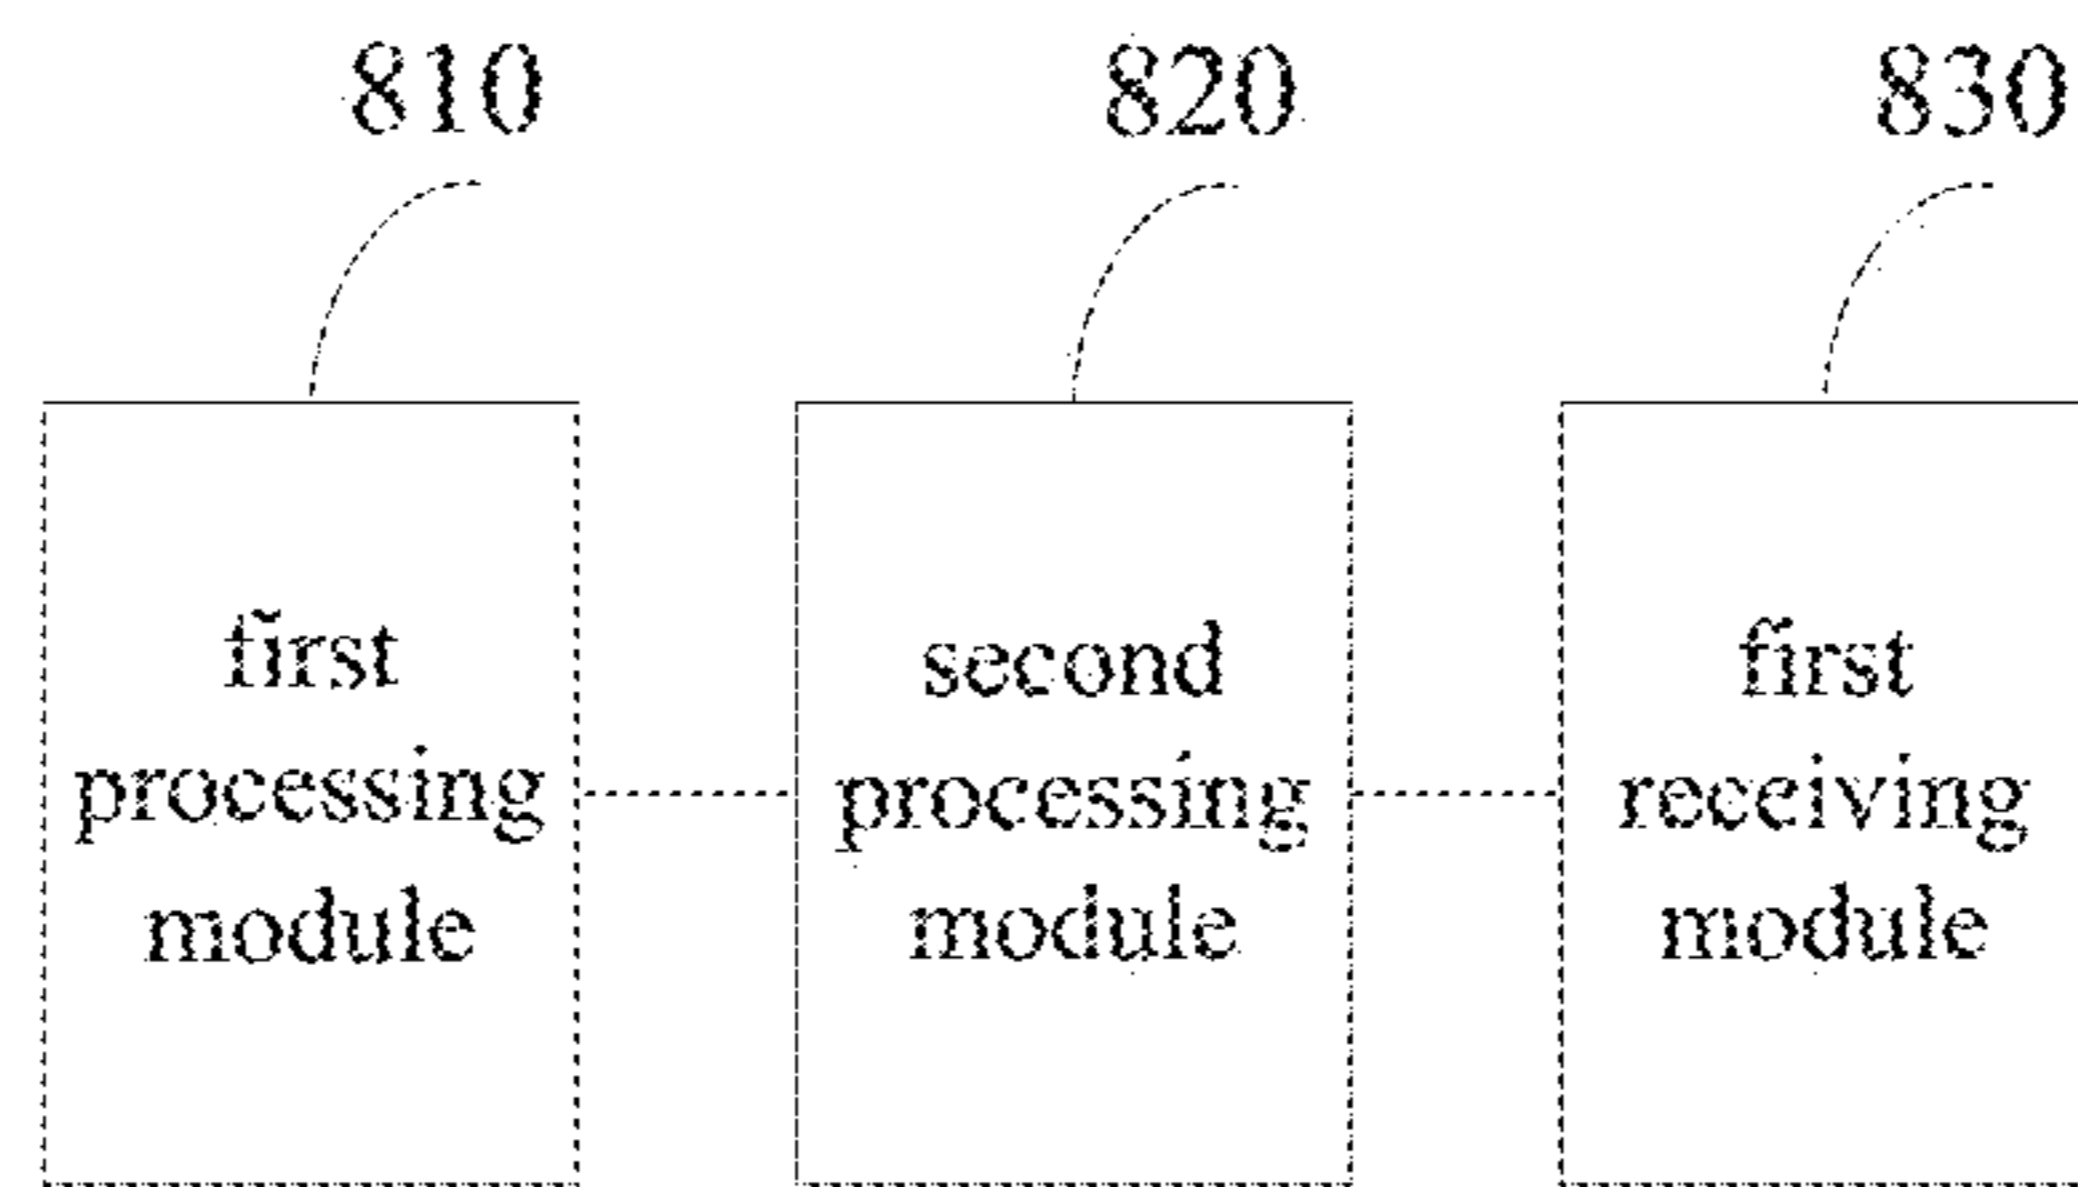 810
820
830
first
processing
module
second
processing
module
first
receiving
module